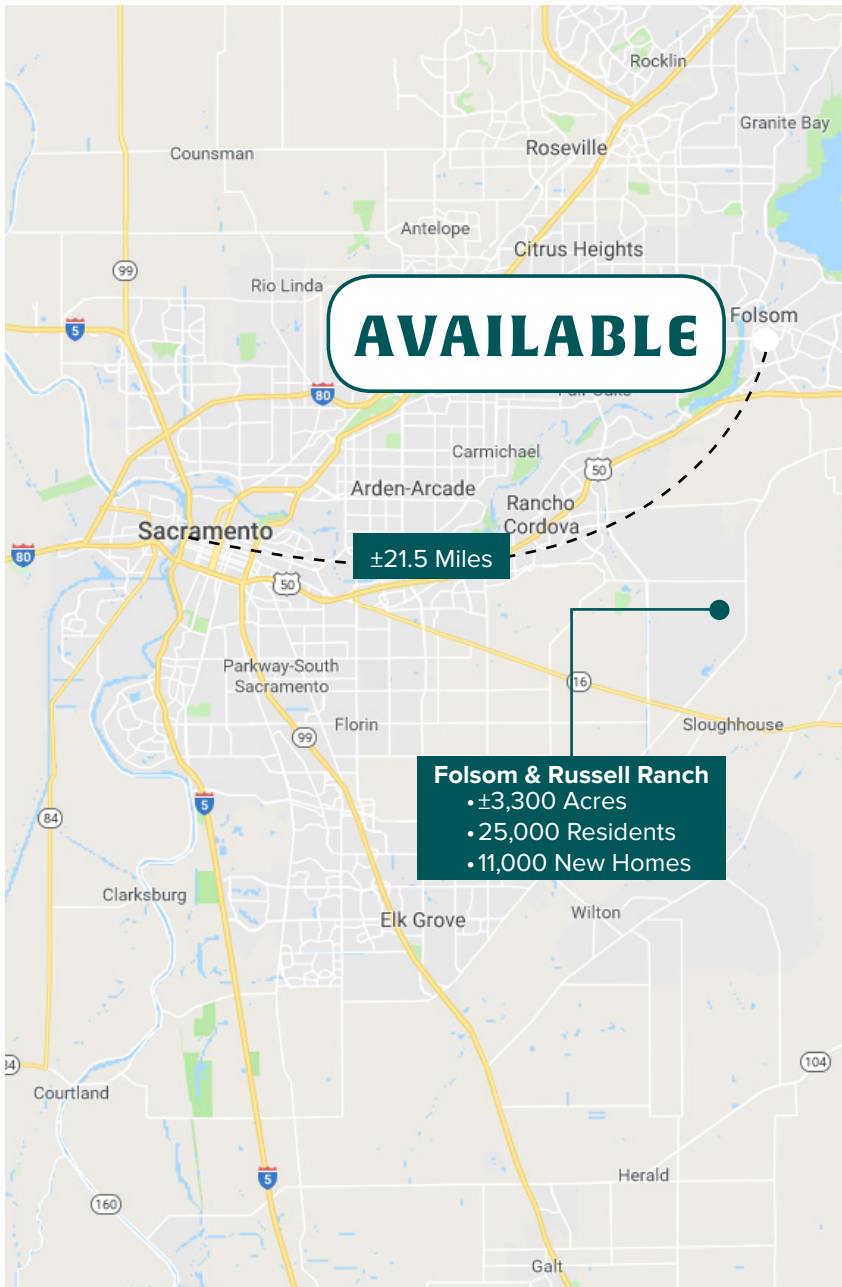 Rocklin
Granite Bay
Roseville
Counsman
Antelope
Citrus Heights
99
Rio Linda
AVAILABLE
Folsom
5
80
Carmichael
50
Arden-Arcade
Rancho
Cordova
Sacramento
80
±21.5 Miles
50
Parkway-South
Sacramento
16
Florin
99
Sloughhouse
Folsom & Russell Ranch
• ±3,300 Acres
• 25,000 Residents
• 11,000 New Homes
5
84
Clarksburg
Elk Grove
Wilton
104
Courtland
5
Herald
160
Galt